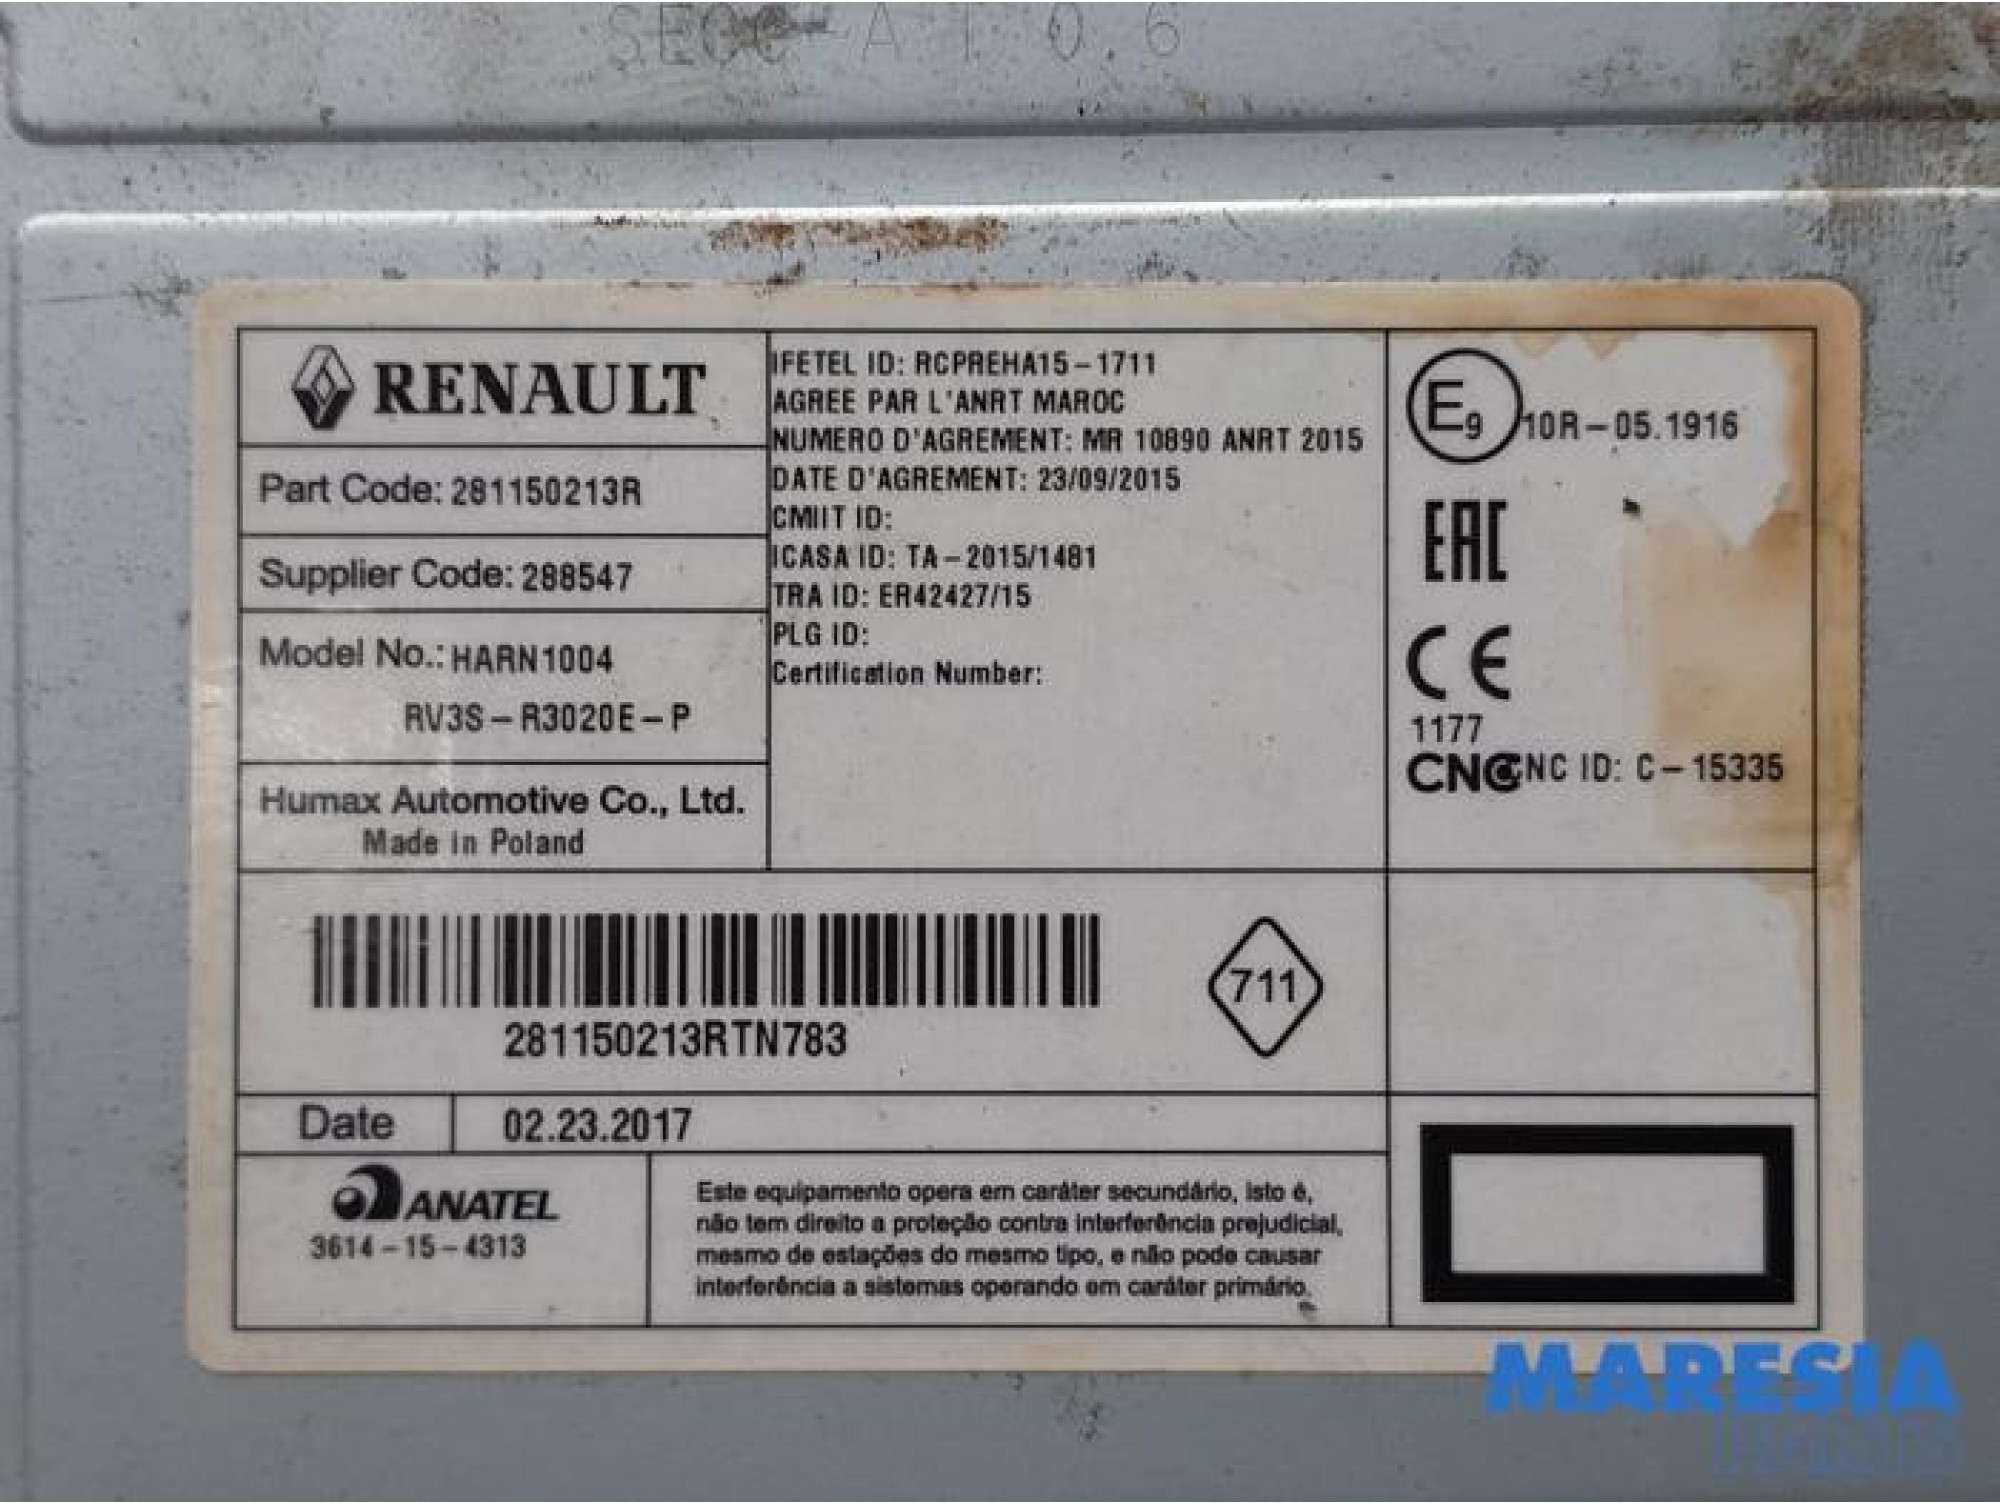 RENAULT
Part Code: 281150213R
Supplier Code: 288547
Model No.: HARN1004
RV3S-R3020E-P
Humax Automotive Co., Ltd.
Made in Poland
IFETEL ID: RCPREHA15-1711
AGREE PAR L'ANRT MAROC
NUMERO D'AGREMENT: MR 10890 ANRT 2015
DATE D'AGREMENT: 23/09/2015
CMIIT ID:
ICASA ID: TA-2015/1481
TRA ID: ER42427/15
PLG ID:
Certification Number:
E9 10R-05.1916
EAC
CE
1177
CNC CNC ID: C-15335
281150213RTN783
711
Date 02.23.2017
ANATEL
3614-15-4313
Este equipamento opera em caráter secundário, isto é,
não tem direito a proteção contra interferência prejudicial,
mesmo de estações do mesmo tipo, e não pode causar
interferência a sistemas operando em caráter primário.
MARESIA